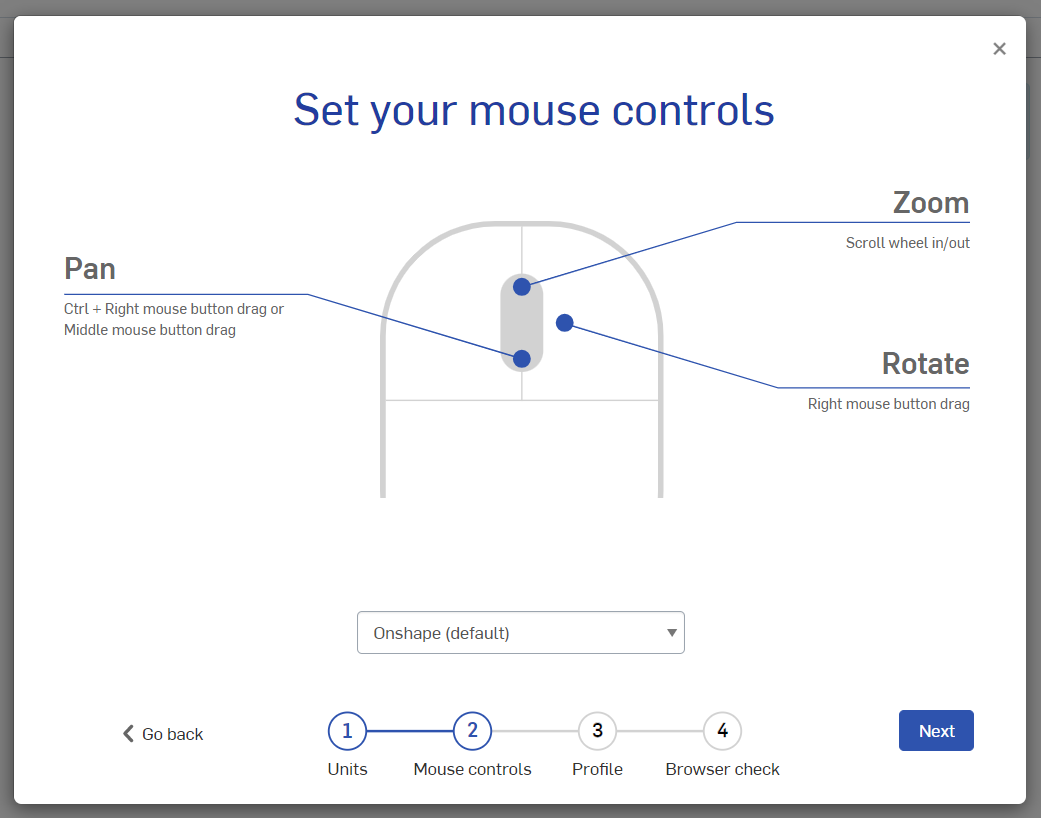 Set your mouse controls
Zoom
Scroll wheel in/out
Pan
Ctrl + Right mouse button drag or
Middle mouse button drag
Rotate
Right mouse button drag
Onshape (default)
Go back
1
2
3
4
Units
Mouse controls
Profile
Browser check
Next